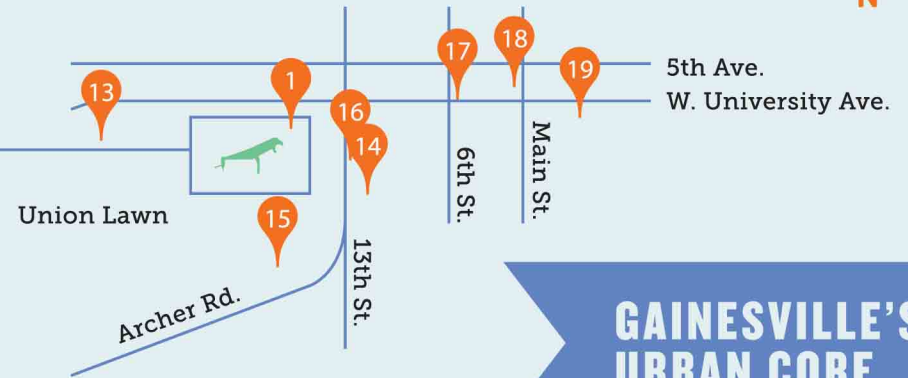 N
13
1
17
18
19
5th Ave.
W. University Ave.
16
14
6th St.
Main St.
Union Lawn
15
13th St.
Archer Rd.
GAINESVILLE'S
URBAN CORE